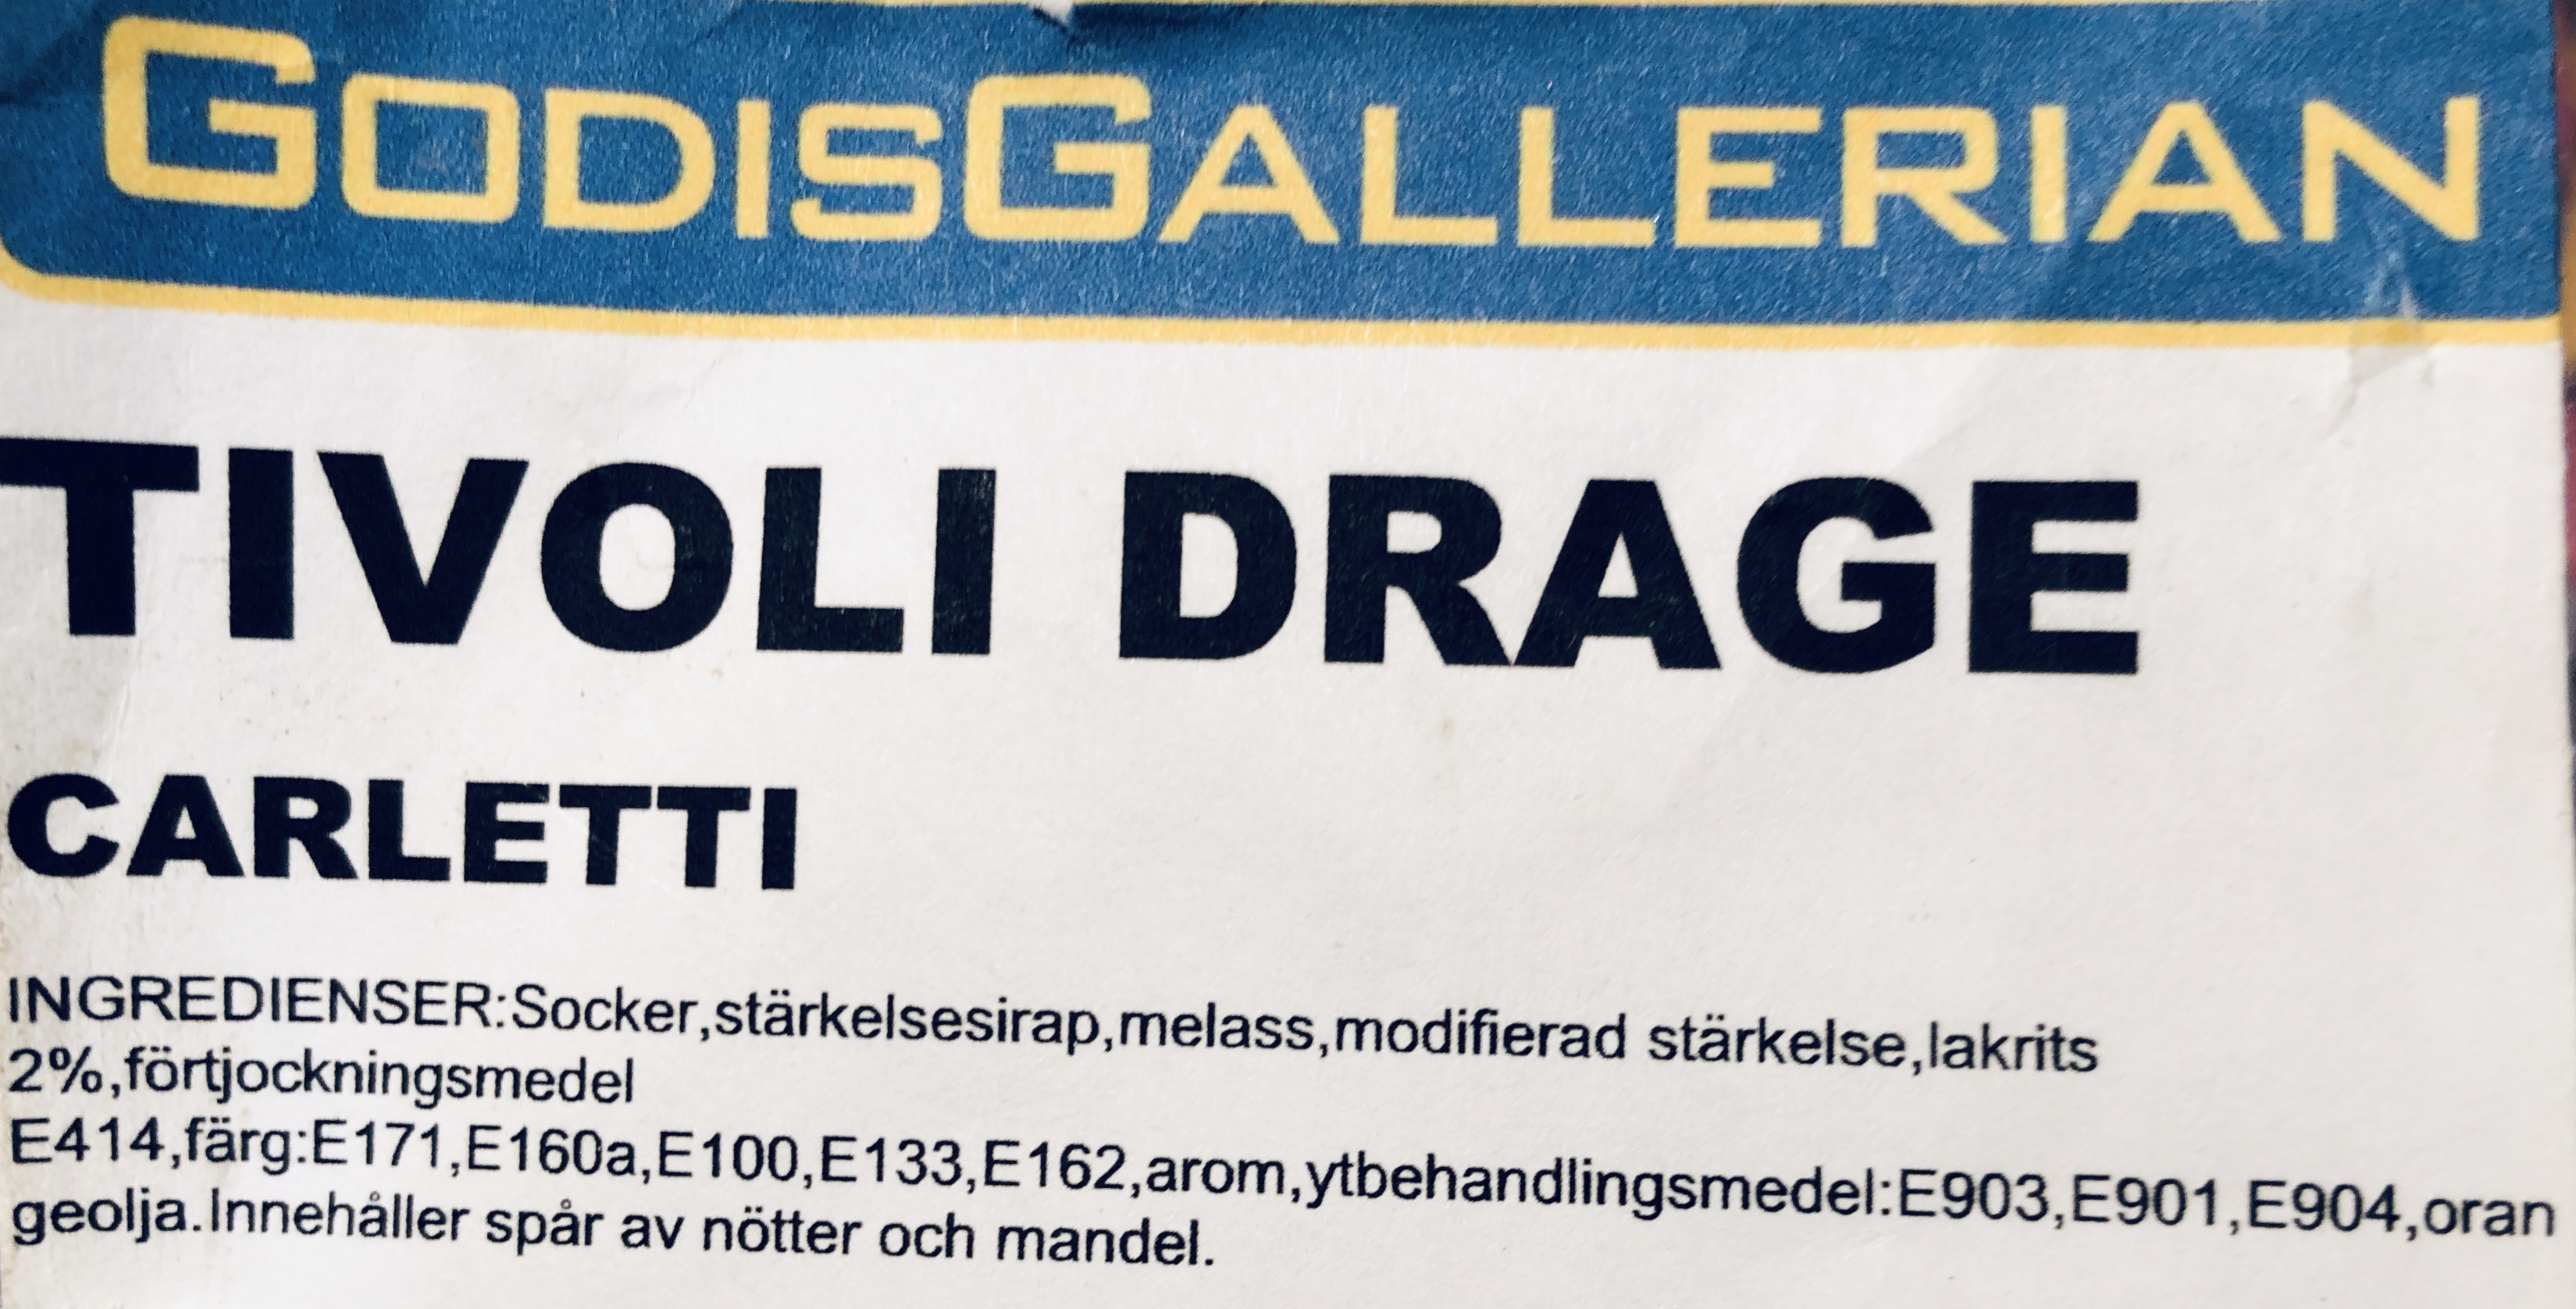 GODISGALLERIAN
TIVOLI DRAGE
CARLETTI
INGREDIENSER:Socker,stärkelsesirap,melass,modifierad stärkelse,lakrits
2%,förtjockningsmedel
E414,färg:E171,E160a,E100,E133,E162,arom,ytbehandlingsmedel:E903,E901,E904,oran
geolja.Innehåller spår av nötter och mandel.